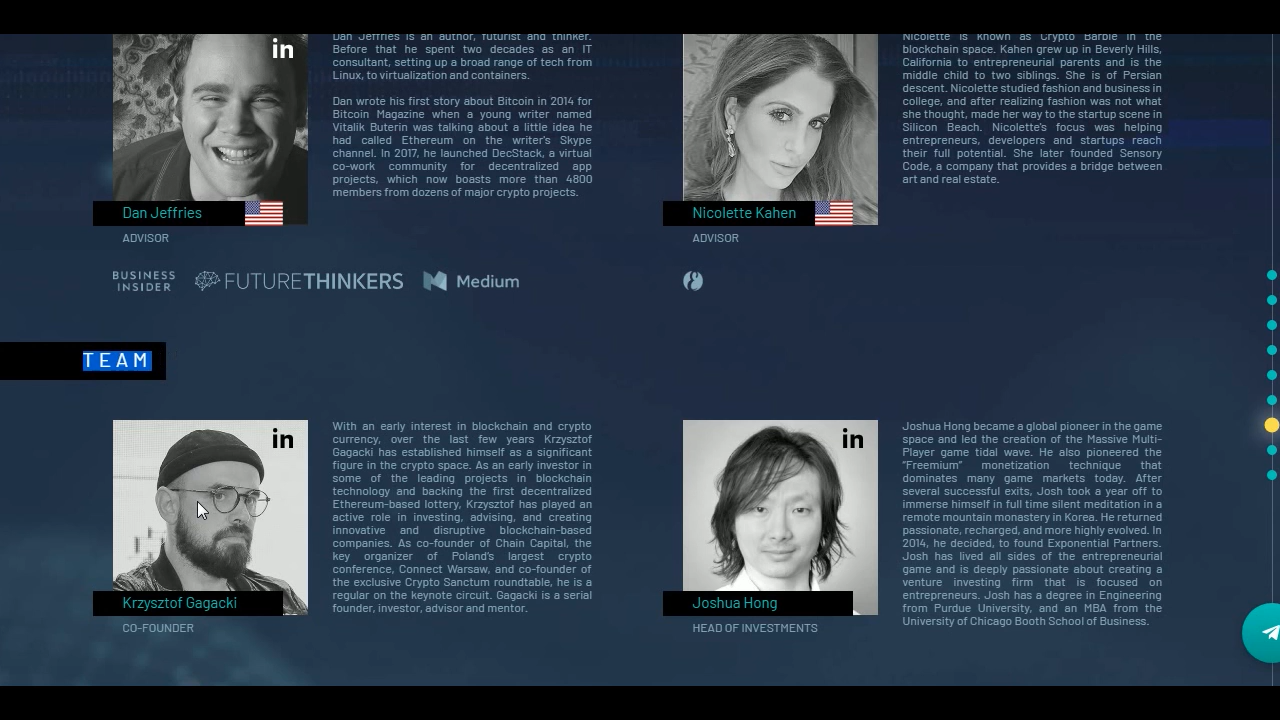 Dan Jeffries is an author, futurist and thinker.
Before that he spent two decades as an IT
consultant, setting up a broad range of tech from
Linux, to virtualization and containers.
Dan wrote his first story about Bitcoin in 2014 for
Bitcoin Magazine when a young writer named
Vitalik Buterin was talking about a little idea he
had called Ethereum on the writer's Skype
channel. In 2017, he launched DecStack, a virtual
co-work community for decentralized app
projects, which now boasts more than 4800
members from dozens of major crypto projects.
in
Dan Jeffries
ADVISOR
BUSINESS
INSIDER
FUTURETHINKERS
Medium
Nicolette is known as Crypto Barbie in the
blockchain space. Kahen grew up in Beverly Hills,
California to entrepreneurial parents and is the
middle child to two siblings. She is of Persian
descent. Nicolette studied fashion and business in
college, and after realizing fashion was not what
she thought, made her way to the startup scene in
Silicon Beach. Nicolette's focus was helping
entrepreneurs, developers and startups reach
their full potential. She later founded Sensory
Code, a company that provides a bridge between
art and real estate.
Nicolette Kahen
ADVISOR
TEAM
in
With an early interest in blockchain and crypto
currency, over the last few years Krzysztof
Gagacki has established himself as a significant
figure in the crypto space. As an early investor in
some of the leading projects in blockchain
technology and backing the first decentralized
Ethereum-based lottery, Krzysztof has played an
active role in investing, advising, and creating
innovative and disruptive blockchain-based
companies. As co-founder of Chain Capital, the
key organizer of Poland's largest crypto
conference, Connect Warsaw, and co-founder of
the exclusive Crypto Sanctum roundtable, he is a
regular on the keynote circuit. Gagacki is a serial
founder, investor, advisor and mentor.
Krzysztof Gagacki
CO-FOUNDER
in
Joshua Hong became a global pioneer in the game
space and led the creation of the Massive Multi-
Player game tidal wave. He also pioneered the
"Freemium" monetization technique that
dominates many game markets today. After
several successful exits, Josh took a year off to
immerse himself in full time silent meditation in a
remote mountain monastery in Korea. He returned
passionate, recharged, and more highly evolved. In
2014, he decided, to found Exponential Partners.
Josh has lived all sides of the entrepreneurial
game and is deeply passionate about creating a
venture investing firm that is focused on
entrepreneurs. Josh has a degree in Engineering
from Purdue University, and an MBA from the
University of Chicago Booth School of Business.
Joshua Hong
HEAD OF INVESTMENTS